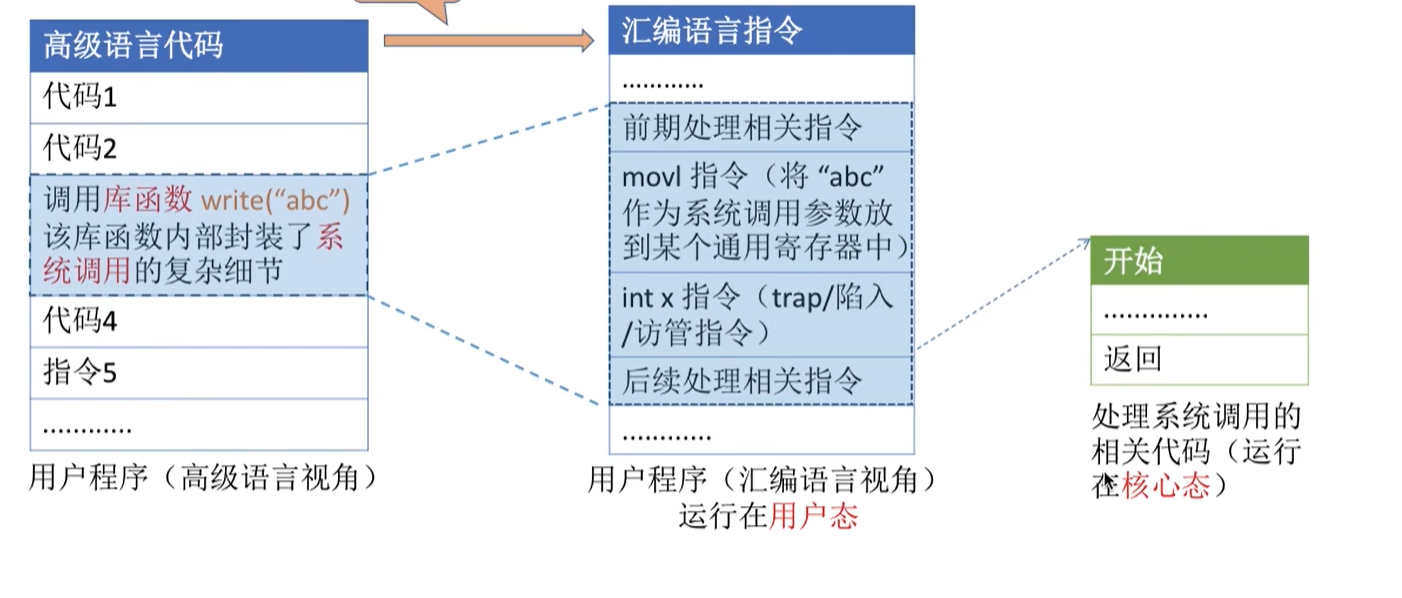 高级语言代码
代码1
代码2
调用库函数 write(“abc”)
该库函数内部封装了系
统调用的复杂细节
代码4
指令5
…………
用户程序（高级语言视角）
汇编语言指令
…………
前期处理相关指令
movl 指令（将 “abc”
作为系统调用参数放
到某个通用寄存器中）
int x 指令（trap/陷入
/访管指令）
后续处理相关指令
…………
用户程序（汇编语言视角）
运行在用户态
开始
…………..
返回
处理系统调用的
相关代码（运行
在核心态）